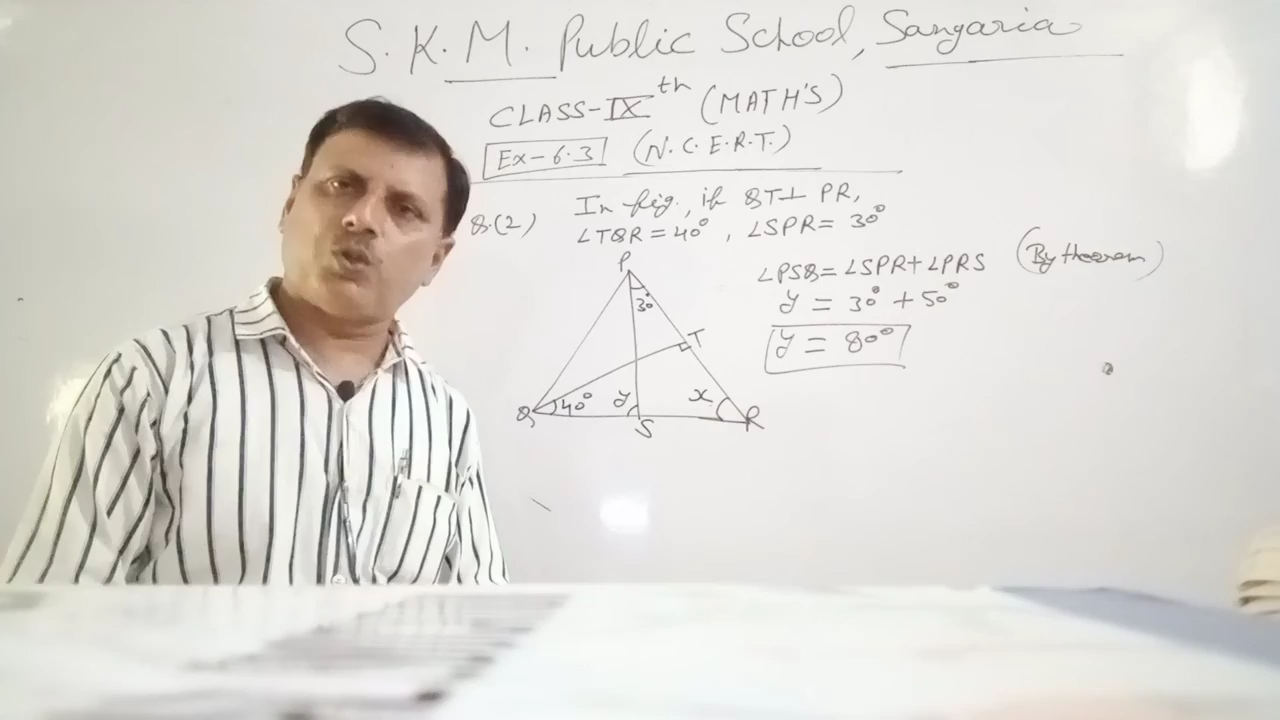 S.K.M. Public School, Sangaria
CLASS-IXth (MATH'S)
Ex-6.3 (N.C.E.R.T.)
Q.(2) In fig., if QT⊥ PR,
∠TQR = 40°, ∠SPR = 30°
∠PSQ = ∠SPR + ∠PRS (By theorem)
y = 30° + 50°
y = 80°
P
30°
T
Q 40° y x R
S